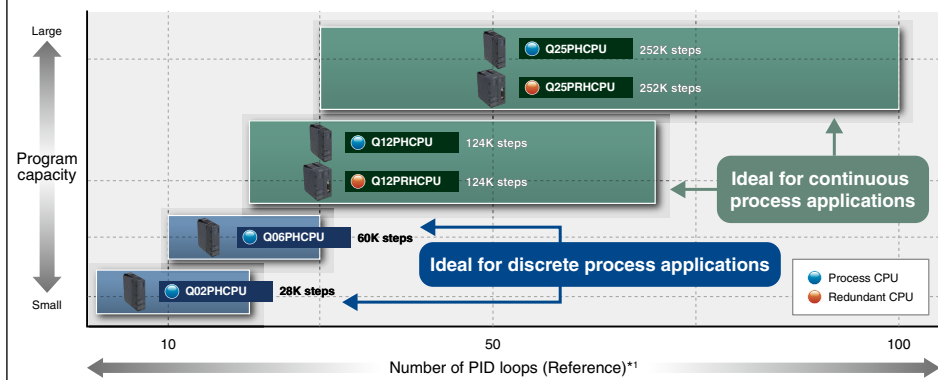 Large
Program
capacity
Small
Q25PHCPU 252K steps
Q25PRHCPU 252K steps
Q12PHCPU 124K steps
Q12PRHCPU 124K steps
Ideal for continuous
process applications
Q06PHCPU 60K steps
Ideal for discrete process applications
Q02PHCPU 28K steps
Process CPU
Redundant CPU
10 50 100
Number of PID loops (Reference)*1